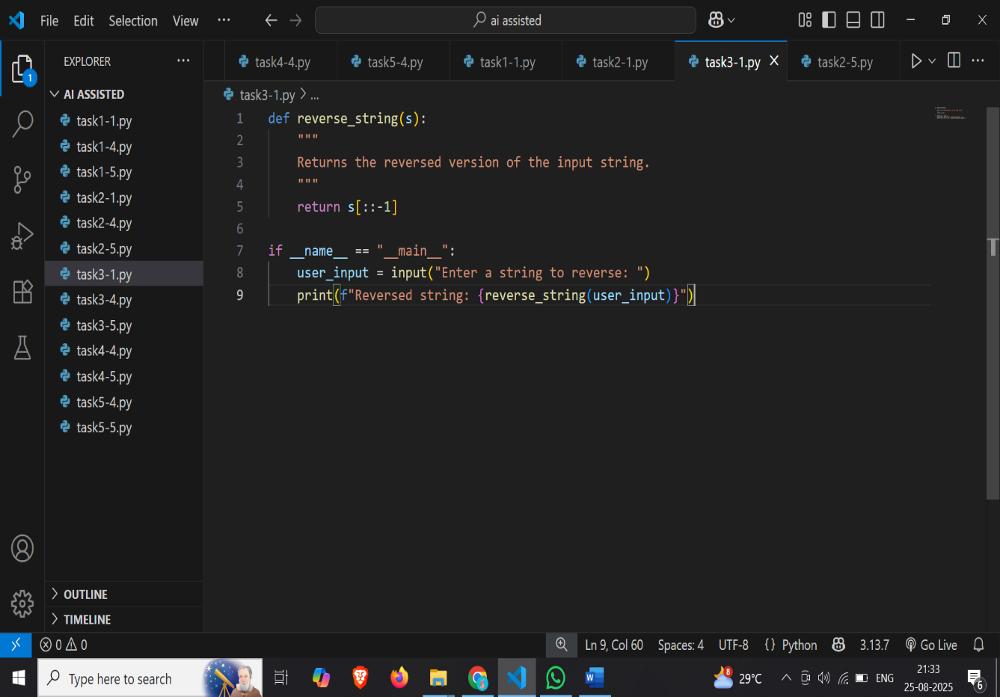 File Edit Selection View ··· ai assisted
EXPLORER ···
task4-4.py task5-4.py task1-1.py task2-1.py task3-1.py task2-5.py ···
1
AI ASSISTED
task1-1.py
task1-4.py
task1-5.py
task2-1.py
task2-4.py
task2-5.py
task3-1.py
task3-4.py
task3-5.py
task4-4.py
task4-5.py
task5-4.py
task5-5.py
OUTLINE
TIMELINE
task3-1.py > ...
1 def reverse_string(s):
2     """
3     Returns the reversed version of the input string.
4     """
5     return s[::-1]
6
7 if __name__ == "__main__":
8     user_input = input("Enter a string to reverse: ")
9     print(f"Reversed string: {reverse_string(user_input)}")
0 0 Ln 9, Col 60 Spaces: 4 UTF-8 {} Python 3.13.7 Go Live
Type here to search 8 29°C ENG 21:33
25-08-2025 6